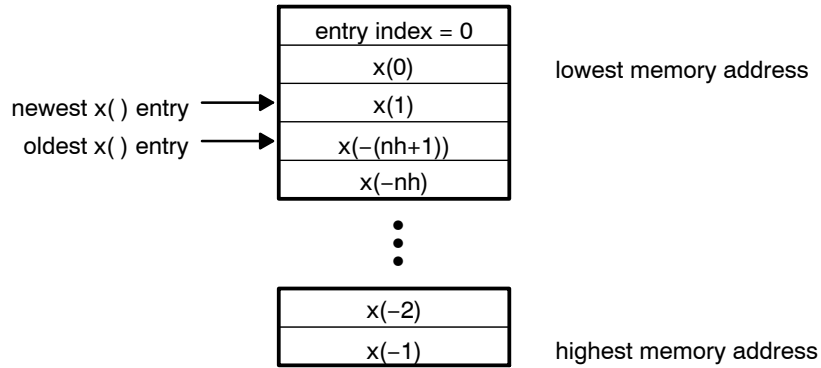 entry index = 0
x(0)
lowest memory address
newest x( ) entry
x(1)
oldest x( ) entry
x(−(nh+1))
x(−nh)
x(−2)
x(−1)
highest memory address